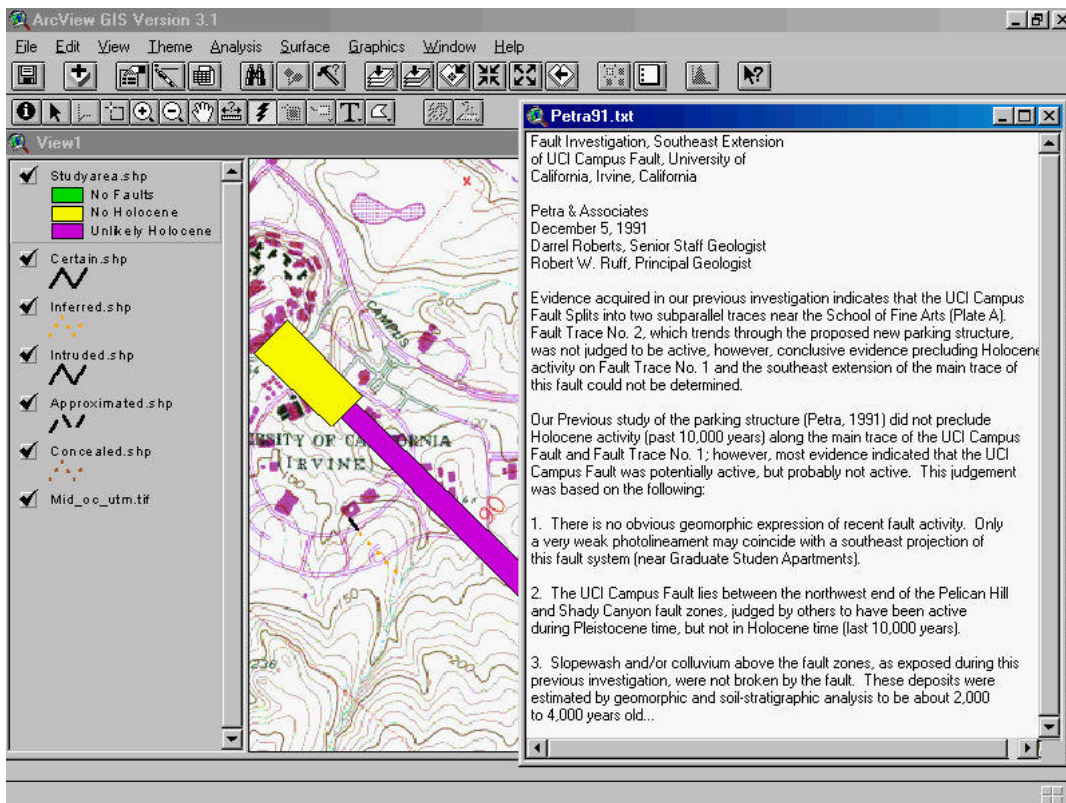 ArcView GIS Version 3.1
File Edit View Theme Analysis Surface Graphics Window Help
View1
Studyarea.shp
No Faults
No Holocene
Unlikely Holocene
Certain.shp
Inferred.shp
Intruded.shp
Approximated.shp
Concealed.shp
Mid_oc_utm.tif
CAMPUS
50
150
SITY OF CALIFORNIA
(IRVINE)
100
90
150
200
236
Petra91.txt
Fault Investigation, Southeast Extension
of UCI Campus Fault, University of
California, Irvine, California
Petra & Associates
December 5, 1991
Darrel Roberts, Senior Staff Geologist
Robert W. Ruff, Principal Geologist
Evidence acquired in our previous investigation indicates that the UCI Campus
Fault Splits into two subparallel traces near the School of Fine Arts (Plate A).
Fault Trace No. 2, which trends through the proposed new parking structure,
was not judged to be active, however, conclusive evidence precluding Holocene
activity on Fault Trace No. 1 and the southeast extension of the main trace of
this fault could not be determined.
Our Previous study of the parking structure (Petra, 1991) did not preclude
Holocene activity (past 10,000 years) along the main trace of the UCI Campus
Fault and Fault Trace No. 1; however, most evidence indicated that the UCI
Campus Fault was potentially active, but probably not active. This judgement
was based on the following:
1. There is no obvious geomorphic expression of recent fault activity. Only
a very weak photolineament may coincide with a southeast projection of
this fault system (near Graduate Studen Apartments).
2. The UCI Campus Fault lies between the northwest end of the Pelican Hill
and Shady Canyon fault zones, judged by others to have been active
during Pleistocene time, but not in Holocene time (last 10,000 years).
3. Slopewash and/or colluvium above the fault zones, as exposed during this
previous investigation, were not broken by the fault. These deposits were
estimated by geomorphic and soil-stratigraphic analysis to be about 2,000
to 4,000 years old...